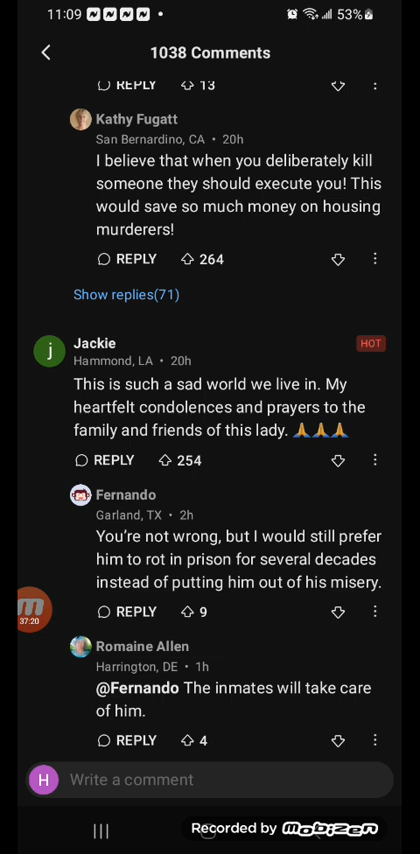 11:09 53%
1038 Comments
REPLY 13
Kathy Fugatt
San Bernardino, CA • 20h
I believe that when you deliberately kill
someone they should execute you! This
would save so much money on housing
murderers!
REPLY 264
Show replies(71)
j Jackie HOT
Hammond, LA • 20h
This is such a sad world we live in. My
heartfelt condolences and prayers to the
family and friends of this lady. 🙏🙏🙏
REPLY 254
Fernando
Garland, TX • 2h
You're not wrong, but I would still prefer
him to rot in prison for several decades
instead of putting him out of his misery.
REPLY 9
m
37:20
Romaine Allen
Harrington, DE • 1h
@Fernando The inmates will take care
of him.
REPLY 4
H Write a comment
Recorded by mobizen